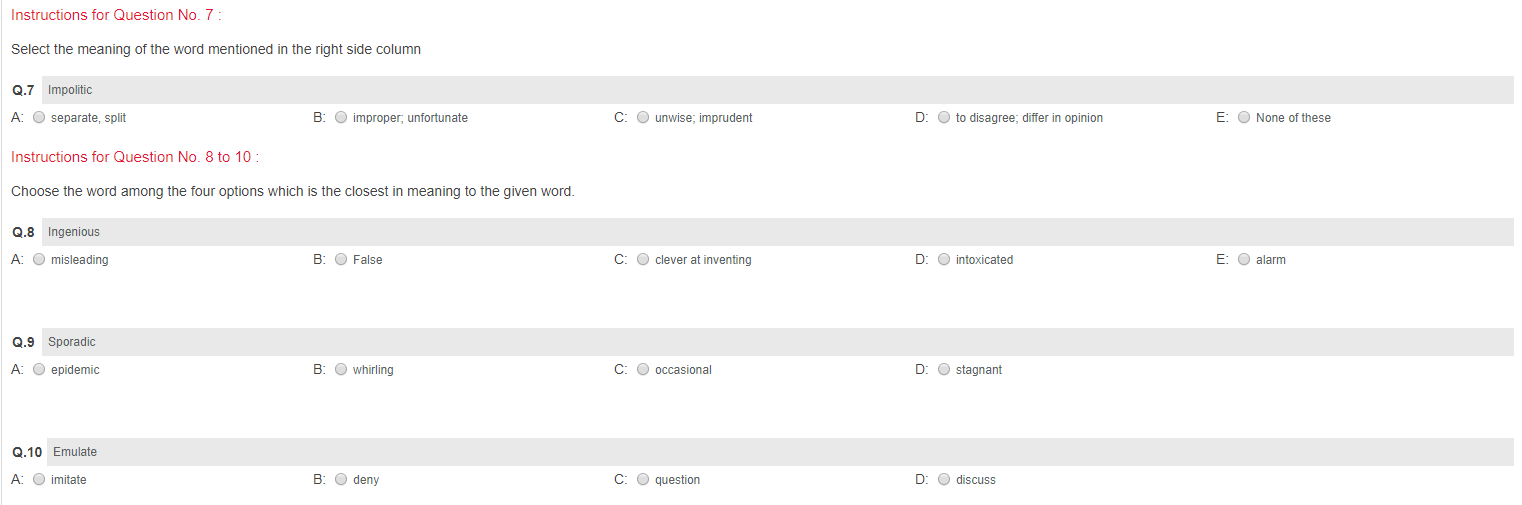 Instructions for Question No. 7 :
Select the meaning of the word mentioned in the right side column
Q.7 Impolitic
A: separate, split B: improper; unfortunate C: unwise; imprudent D: to disagree; differ in opinion E: None of these
Instructions for Question No. 8 to 10 :
Choose the word among the four options which is the closest in meaning to the given word.
Q.8 Ingenious
A: misleading B: False C: clever at inventing D: intoxicated E: alarm
Q.9 Sporadic
A: epidemic B: whirling C: occasional D: stagnant
Q.10 Emulate
A: imitate B: deny C: question D: discuss